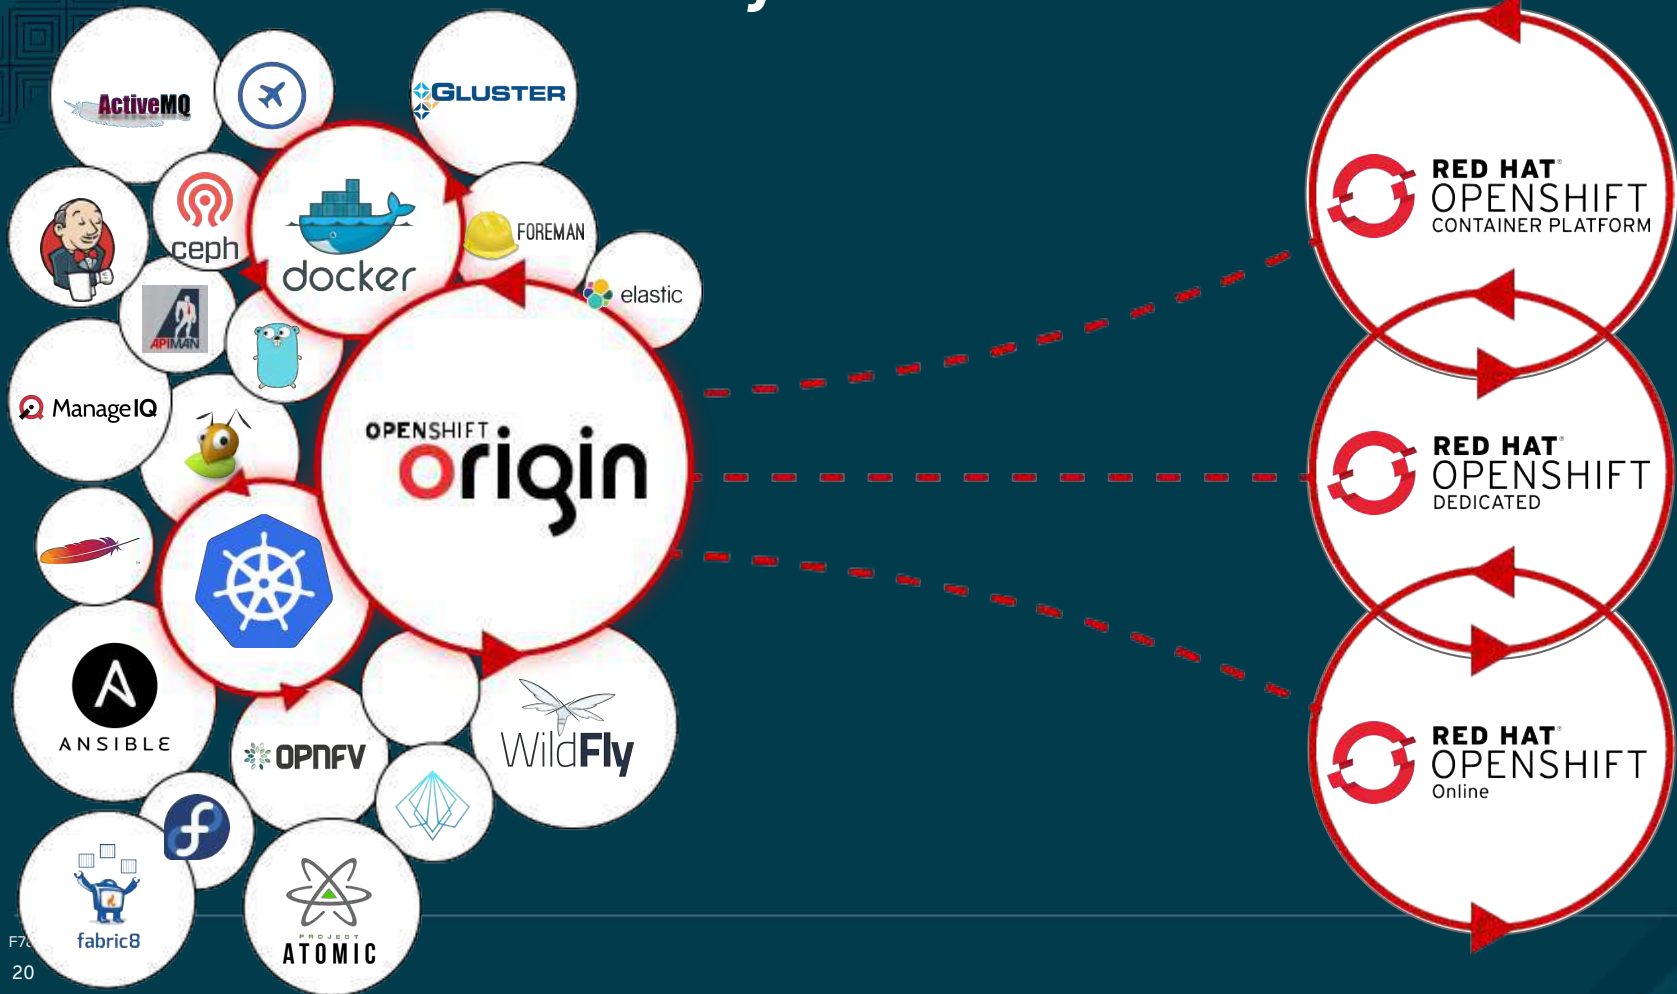 ActiveMQ
GLUSTER
ceph
docker
FOREMAN
elastic
APIMAN
ManageIQ
OPENSHIFT
origin
ANSIBLE
OPNFV
WildFly
fabric8
PROJECT
ATOMIC
RED HAT®
OPENSHIFT
CONTAINER PLATFORM
RED HAT®
OPENSHIFT
DEDICATED
RED HAT®
OPENSHIFT
Online
20